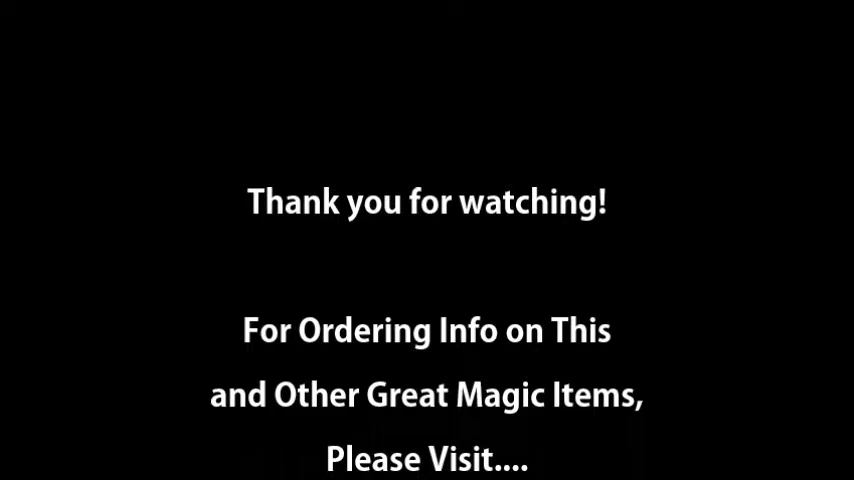 Thank you for watching!
For Ordering Info on This
and Other Great Magic Items,
Please Visit....